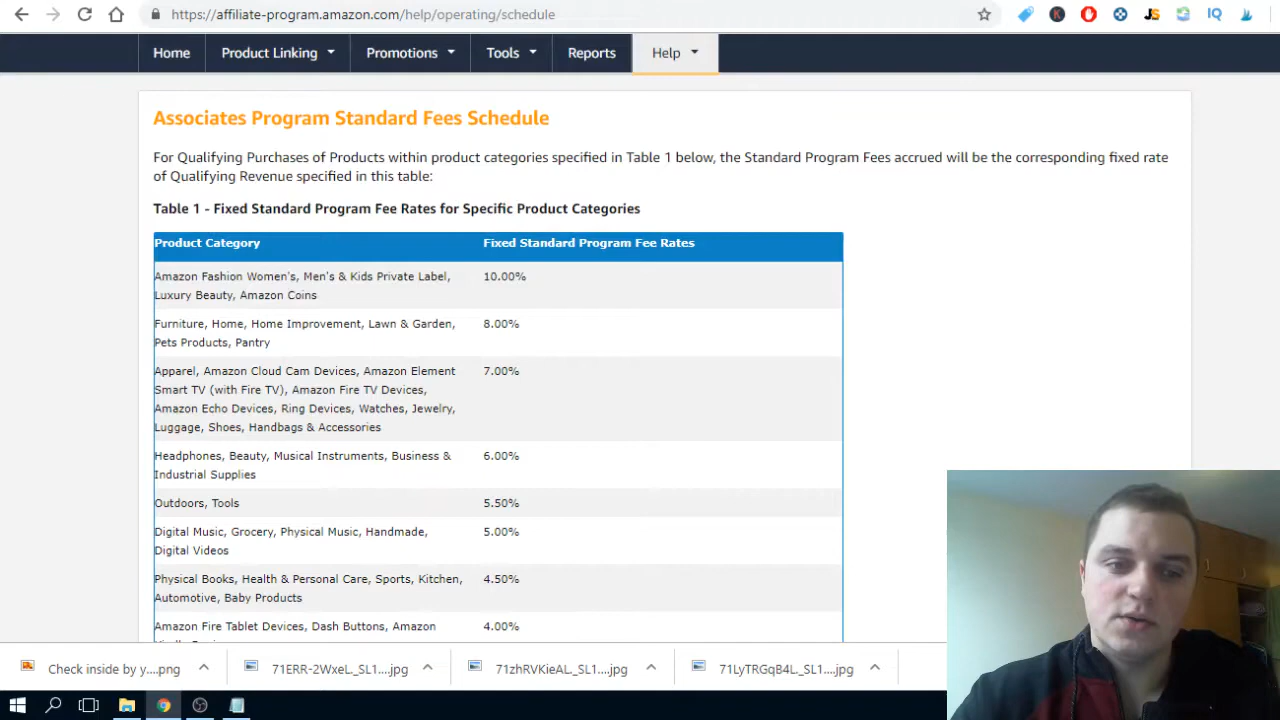 https://affiliate-program.amazon.com/help/operating/schedule
JS
IQ
Home
Product Linking
Promotions
Tools
Reports
Help
Associates Program Standard Fees Schedule
For Qualifying Purchases of Products within product categories specified in Table 1 below, the Standard Program Fees accrued will be the corresponding fixed rate
of Qualifying Revenue specified in this table:
Table 1 - Fixed Standard Program Fee Rates for Specific Product Categories
Product Category Fixed Standard Program Fee Rates
Amazon Fashion Women's, Men's & Kids Private Label, 10.00%
Luxury Beauty, Amazon Coins
Furniture, Home, Home Improvement, Lawn & Garden, 8.00%
Pets Products, Pantry
Apparel, Amazon Cloud Cam Devices, Amazon Element 7.00%
Smart TV (with Fire TV), Amazon Fire TV Devices,
Amazon Echo Devices, Ring Devices, Watches, Jewelry,
Luggage, Shoes, Handbags & Accessories
Headphones, Beauty, Musical Instruments, Business & 6.00%
Industrial Supplies
Outdoors, Tools 5.50%
Digital Music, Grocery, Physical Music, Handmade, 5.00%
Digital Videos
Physical Books, Health & Personal Care, Sports, Kitchen, 4.50%
Automotive, Baby Products
Amazon Fire Tablet Devices, Dash Buttons, Amazon 4.00%
Check inside by y....png
71ERR-2WxeL._SL1....jpg
71zhRVKieAL._SL1....jpg
71LyTRGqB4L._SL1....jpg